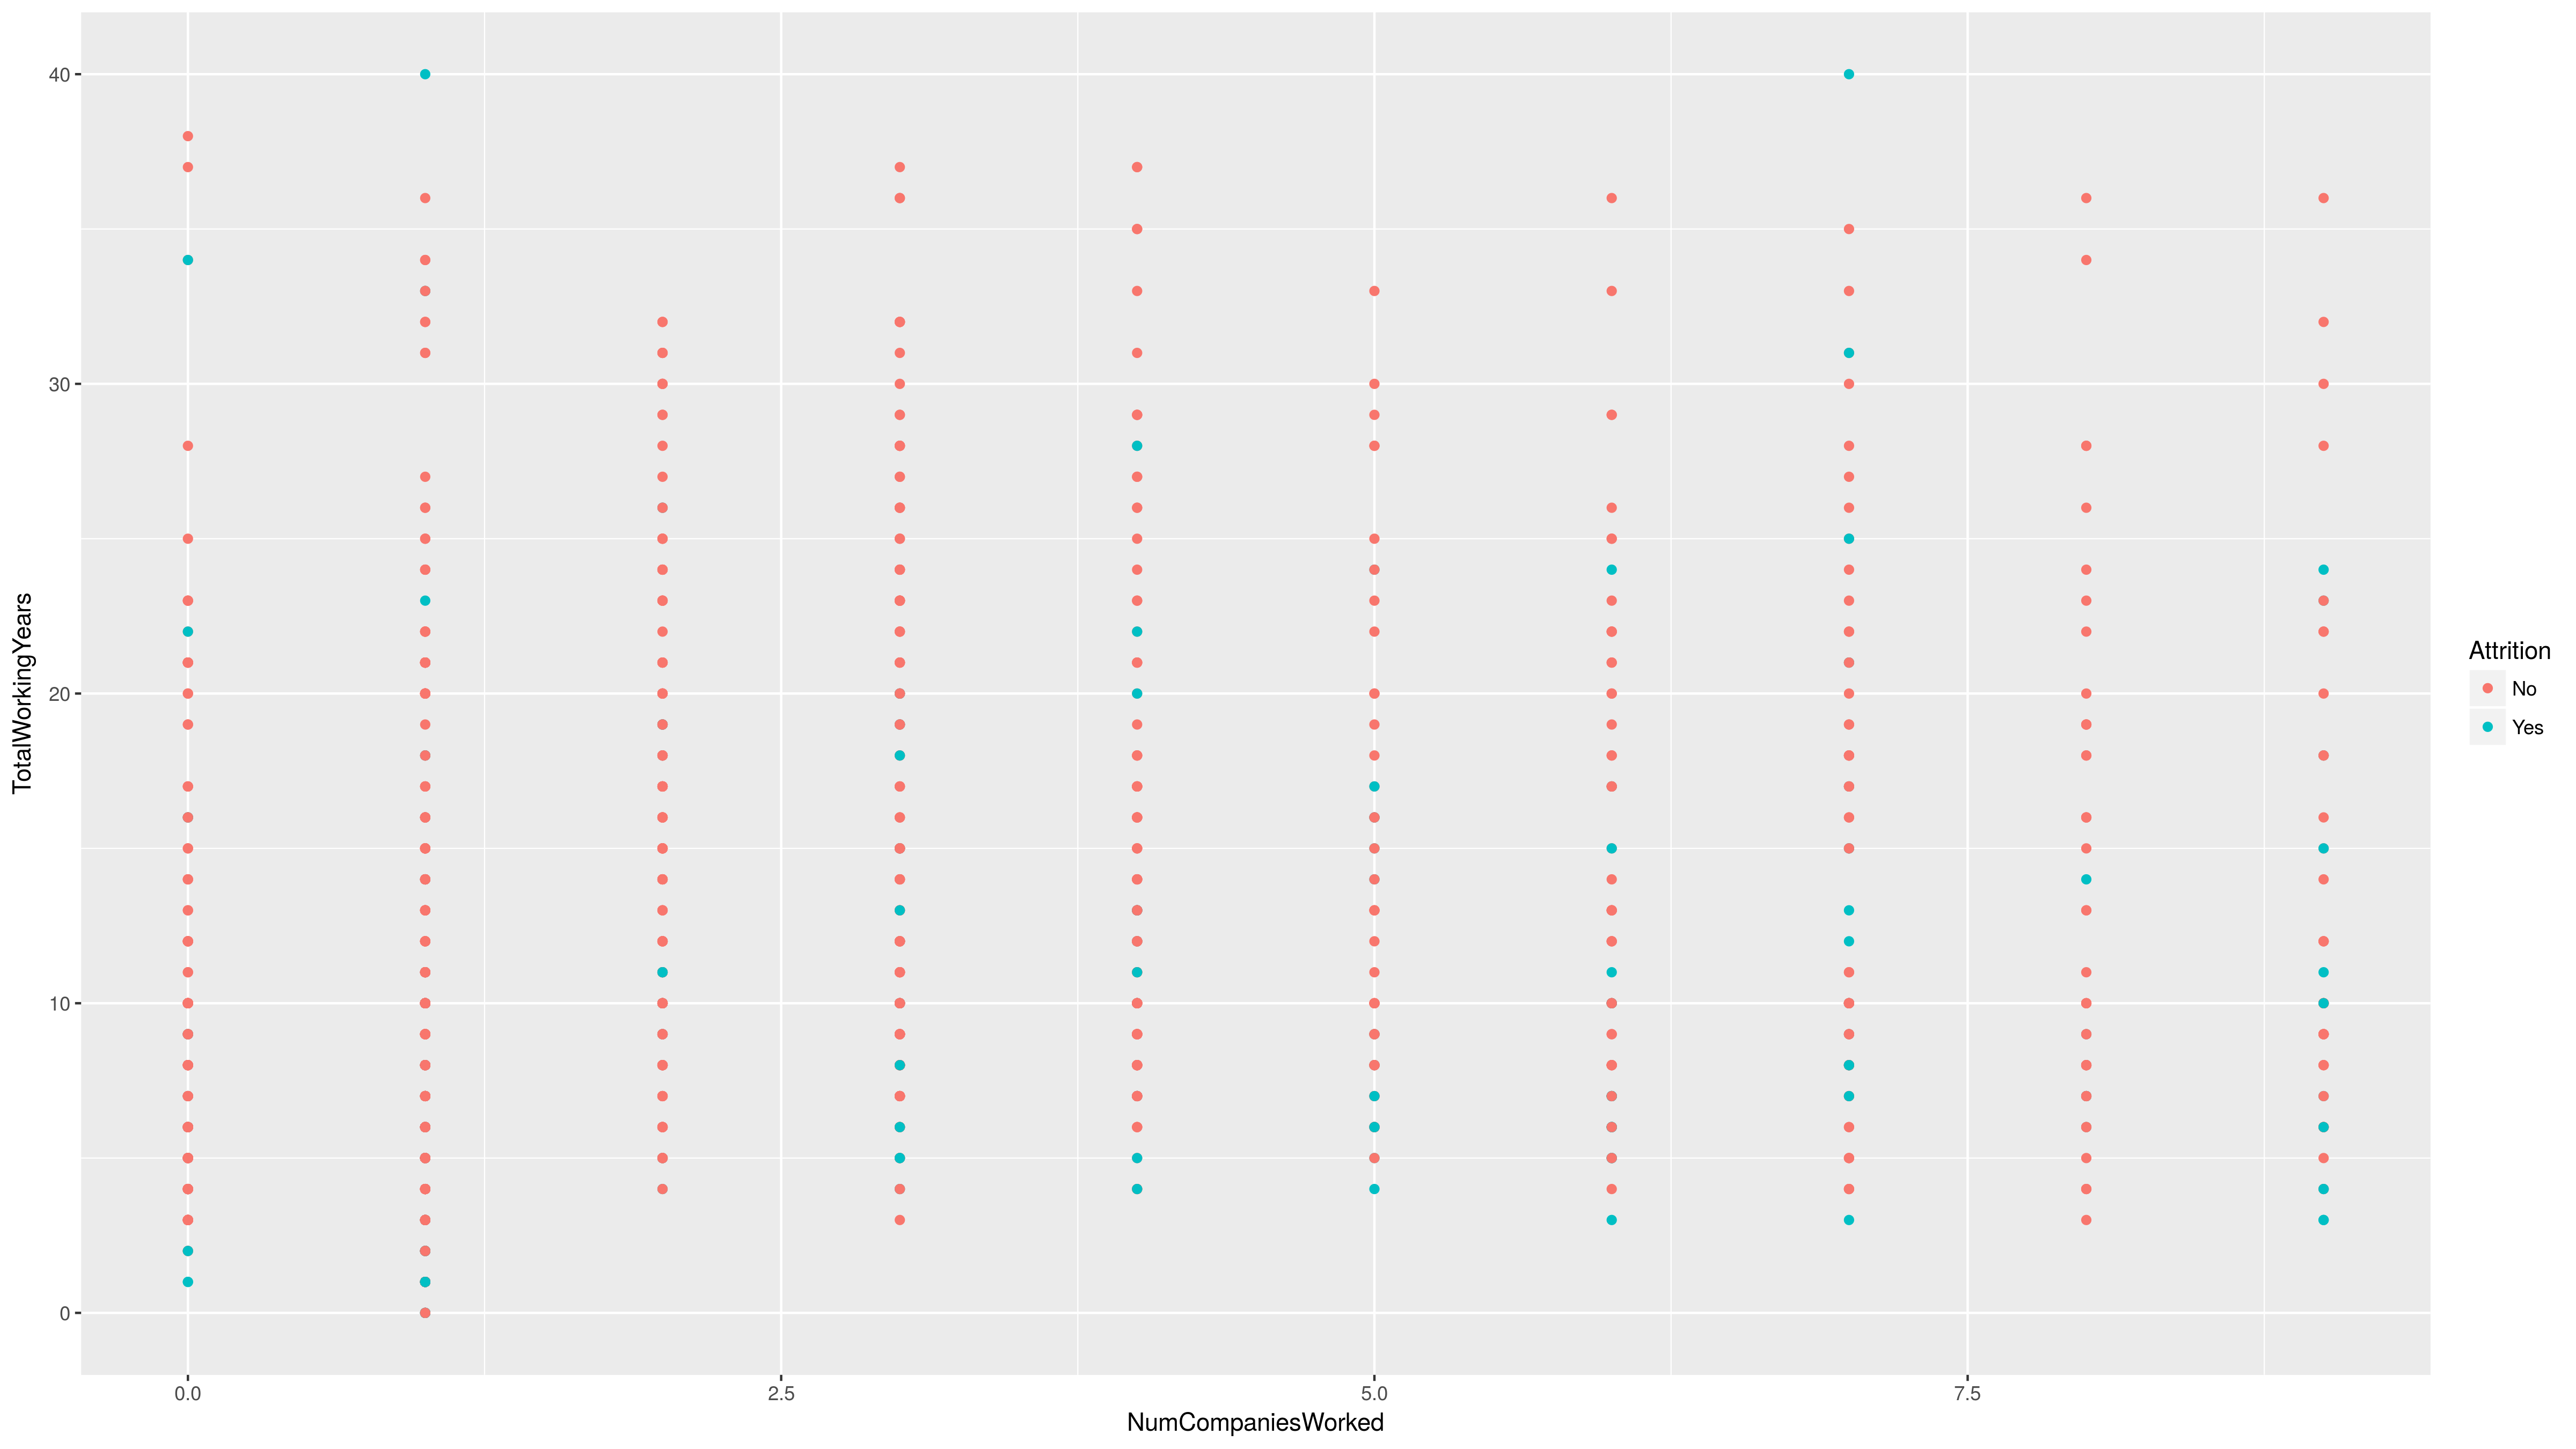 40
30
20
10
0
TotalWorkingYears
0.0
2.5
5.0
7.5
NumCompaniesWorked
Attrition
No
Yes